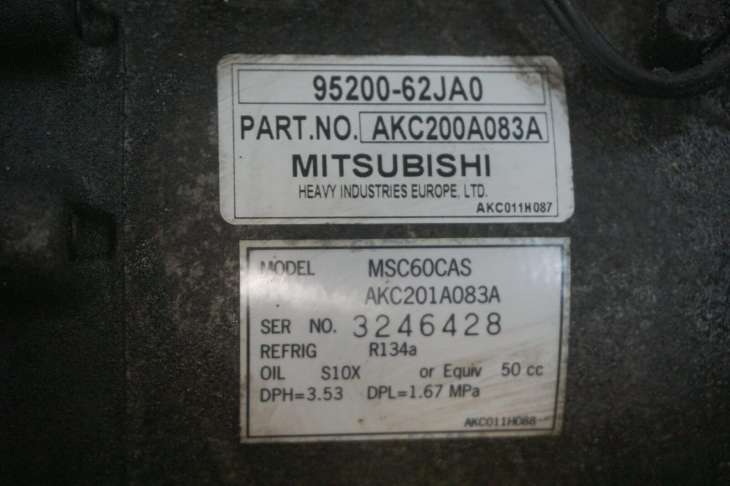 95200-62JA0
PART.NO. AKC200A083A
MITSUBISHI
HEAVY INDUSTRIES EUROPE, LTD.
AKC011H087
MODEL MSC60CAS
AKC201A083A
SER NO. 3246428
REFRIG R134a
OIL S10X or Equiv 50 cc
DPH=3.53 DPL=1.67 MPa
AKC011H088